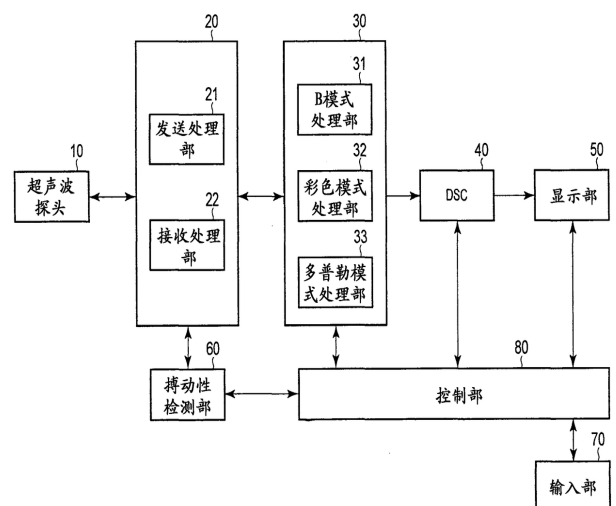 20
30
21
发送处理
部
31
B模式
处理部
10
超声波
探头
22
接收处理
部
32
彩色模式
处理部
40
DSC
50
显示部
33
多普勒模
式处理部
60
搏动性
检测部
80
控制部
70
输入部